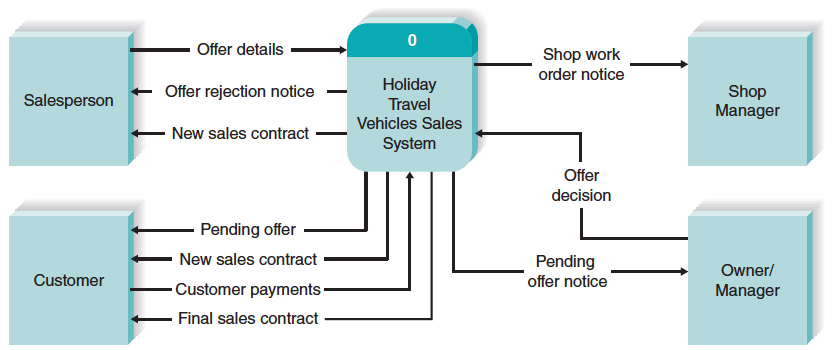 Salesperson
Offer details
Offer rejection notice
New sales contract
0
Holiday
Travel
Vehicles Sales
System
Shop work
order notice
Shop
Manager
Offer
decision
Customer
Pending offer
New sales contract
Customer payments
Final sales contract
Pending
offer notice
Owner/
Manager